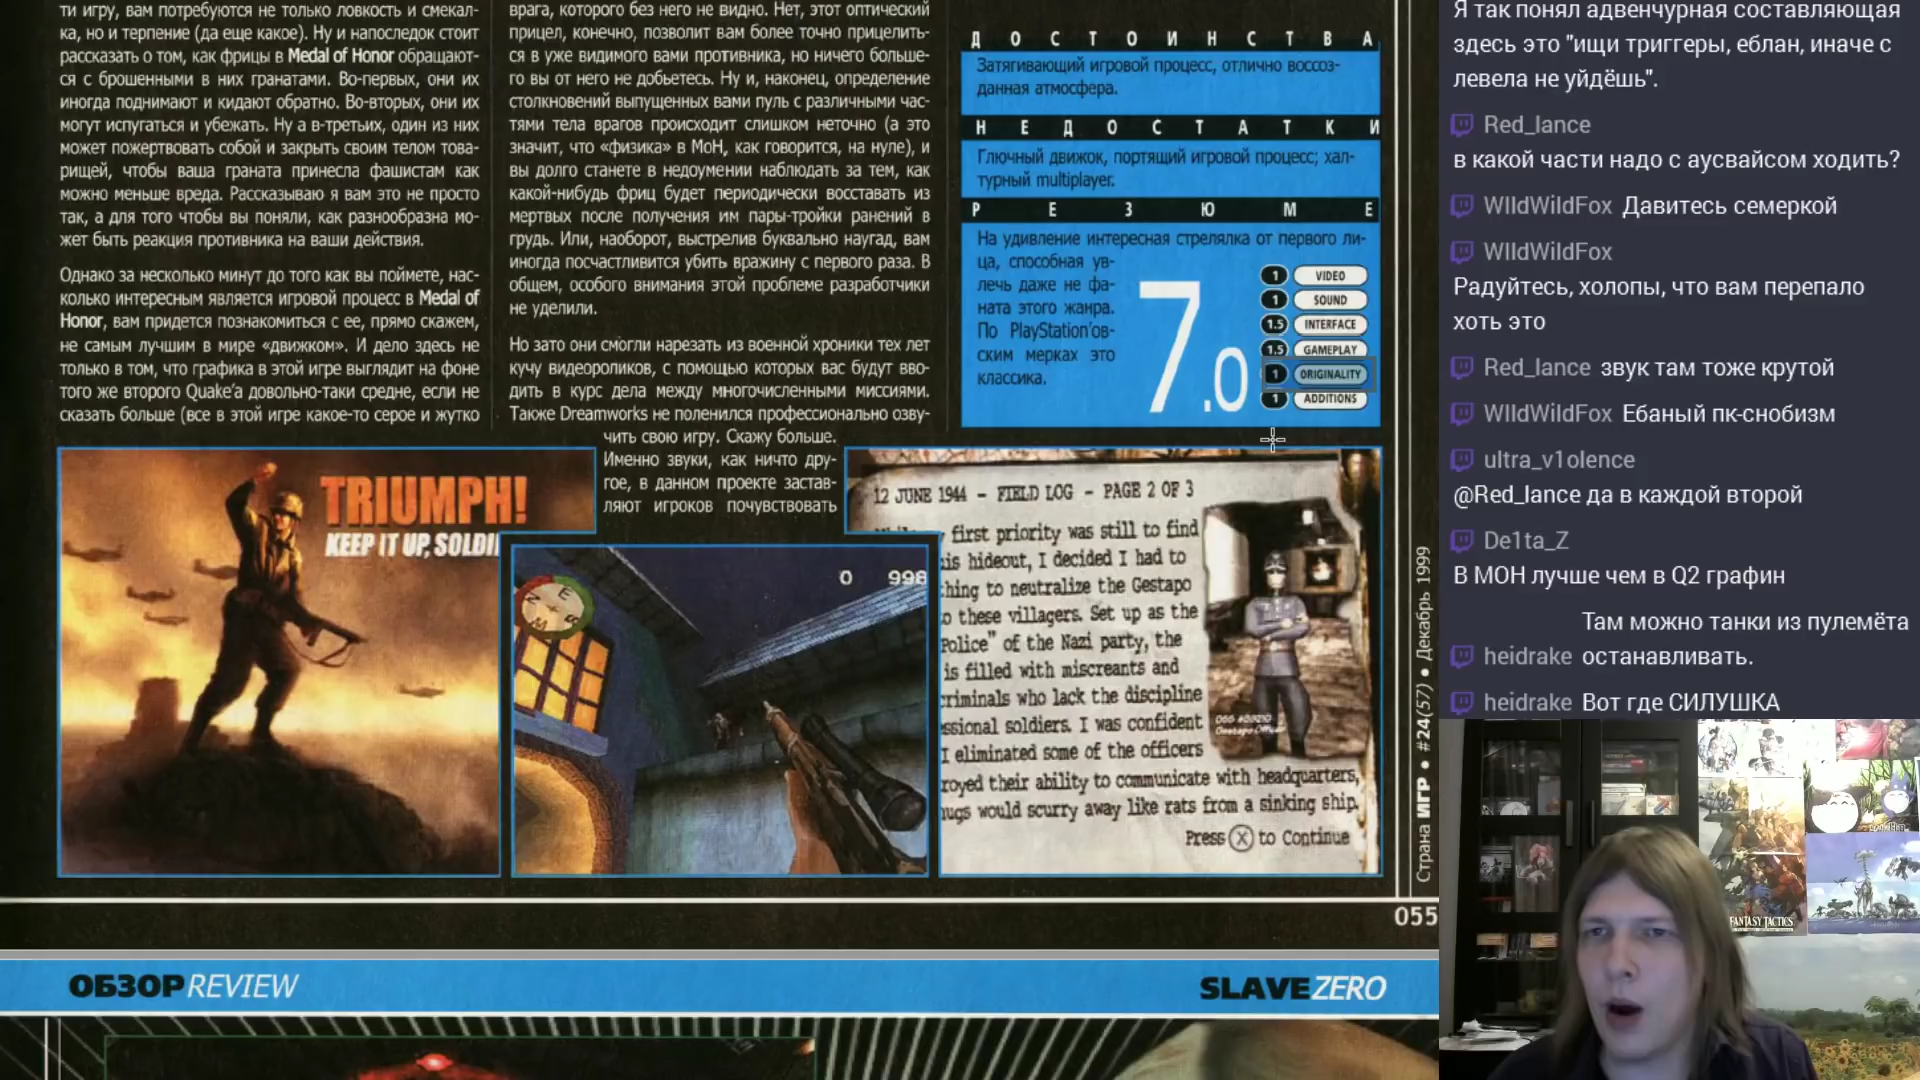 ти игру, вам потребуются не только ловкость и смекал-
ка, но и терпение (да еще какое). Ну и напоследок стоит
рассказать о том, как фрицы в Medal of Honor обращают-
ся с брошенными в них гранатами. Во-первых, они их
иногда поднимают и кидают обратно. Во-вторых, они их
могут испугаться и убежать. Ну а в-третьих, один из них
может пожертвовать собой и закрыть своим телом това-
рищей, чтобы ваша граната принесла фашистам как
можно меньше вреда. Рассказываю я вам это не просто
так, а для того чтобы вы поняли, как разнообразна мо-
жет быть реакция противника на ваши действия.
Однако за несколько минут до того как вы поймете, нас-
колько интересным является игровой процесс в Medal of
Honor, вам придется познакомиться с ее, прямо скажем,
не самым лучшим в мире «движком». И дело здесь не
только в том, что графика в этой игре выглядит на фоне
того же второго Quake'а довольно-таки средне, если не
сказать больше (все в этой игре какое-то серое и жутко
врага, которого без него не видно. Нет, этот оптический
прицел, конечно, позволит вам более точно прицелить-
ся в уже видимого вами противника, но ничего больше-
го вы от него не добьетесь. Ну и, наконец, определение
столкновений выпущенных вами пуль с различными час-
тями тела врагов происходит слишком неточно (а это
значит, что «физика» в МоН, как говорится, на нуле), и
вы долго станете в недоумении наблюдать за тем, как
какой-нибудь фриц будет периодически восставать из
мертвых после получения им пары-тройки ранений в
грудь. Или, наоборот, выстрелив буквально наугад, вам
иногда посчастливится убить вражину с первого раза. В
общем, особого внимания этой проблеме разработчики
не уделили.
Но зато они смогли нарезать из военной хроники тех лет
кучу видеороликов, с помощью которых вас будут вво-
дить в курс дела между многочисленными миссиями.
Также Dreamworks не поленился профессионально озву-
чить свою игру. Скажу больше.
Именно звуки, как ничто дру-
гое, в данном проекте застав-
ляют игроков почувствовать
ДОСТОИНСТВА
Затягивающий игровой процесс, отлично воссоз-
данная атмосфера.
НЕДОСТАТКИ
Глючный движок, портящий игровой процесс; хал-
турный multiplayer.
РЕЗЮМЕ
На удивление интересная стрелялка от первого ли-
ца, способная ув-
лечь даже не фа-
ната этого жанра.
По PlayStation'ов-
ским меркам это
классика.
7.0
1 VIDEO
1 SOUND
1.5 INTERFACE
1.5 GAMEPLAY
1 ORIGINALITY
1 ADDITIONS
TRIUMPH!
KEEP IT UP, SOLDI
0 998
E
N
W
12 JUNE 1944 - FIELD LOG - PAGE 2 OF 3
first priority was still to find
his hideout, I decided I had to
thing to neutralize the Gestapo
o these villagers. Set up as the
Police" of the Nazi party, the
is filled with miscreants and
criminals who lack the discipline
essional soldiers. I was confident
I eliminated some of the officers
royed their ability to communicate with headquarters,
hugs would scurry away like rats from a sinking ship.
Press X to Continue
Страна ИГР • #24(57) • Декабрь 1999
055
ОБЗОР REVIEW
SLAVE ZERO
Я так понял адвенчурная составляющая
здесь это "ищи триггеры, еблан, иначе с
левела не уйдёшь".
Red_lance
в какой части надо с аусвайсом ходить?
WIldWildFox Давитесь семеркой
WIldWildFox
Радуйтесь, холопы, что вам перепало
хоть это
Red_lance звук там тоже крутой
WIldWildFox Ебаный пк-снобизм
ultra_v1olence
@Red_lance да в каждой второй
De1ta_Z
В МОН лучше чем в Q2 графин
Там можно танки из пулемёта
heidrake останавливать.
heidrake Вот где СИЛУШКА
FANTASY TACTICS